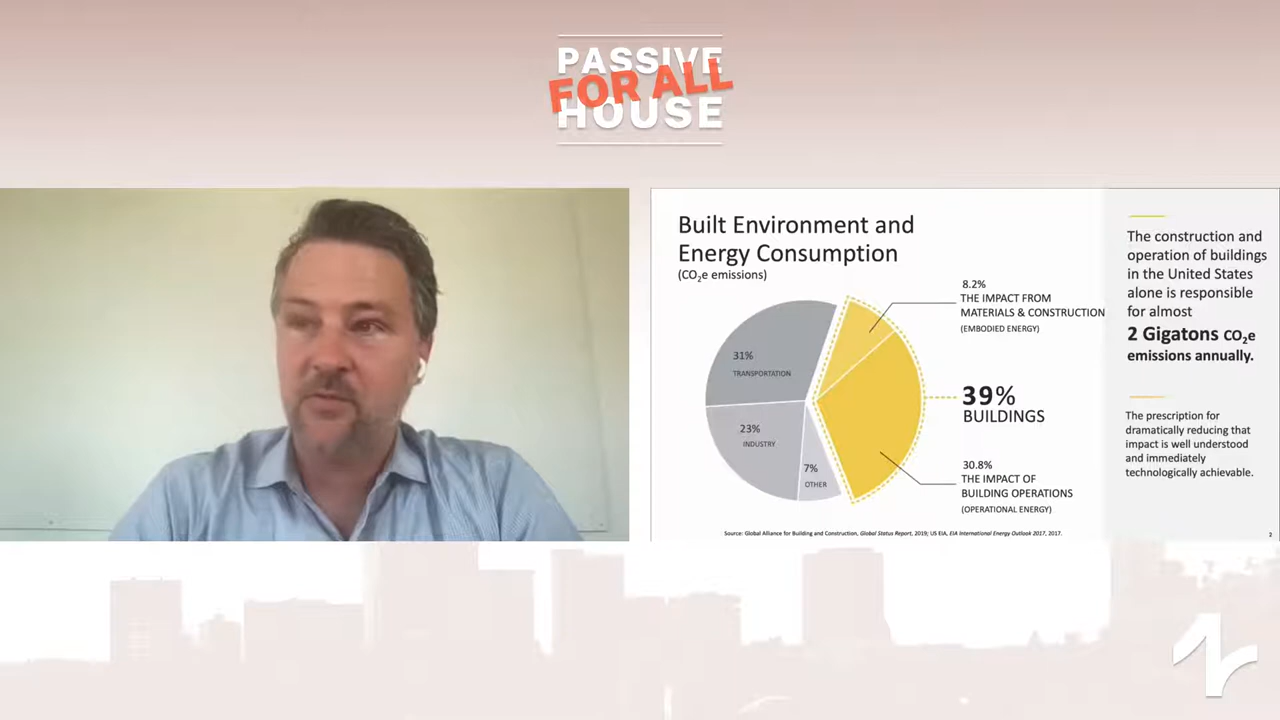 PASSIVE
FOR ALL
HOUSE
Built Environment and
Energy Consumption
(CO₂e emissions)
31%
TRANSPORTATION
23%
INDUSTRY
7%
OTHER
8.2%
THE IMPACT FROM
MATERIALS & CONSTRUCTION
(EMBODIED ENERGY)
39%
BUILDINGS
30.8%
THE IMPACT OF
BUILDING OPERATIONS
(OPERATIONAL ENERGY)
Source: Global Alliance for Building and Construction, Global Status Report, 2019; US EIA, EIA International Energy Outlook 2017, 2017.
The construction and
operation of buildings
in the United States
alone is responsible
for almost
2 Gigatons CO₂e
emissions annually.
The prescription for
dramatically reducing that
impact is well understood
and immediately
technologically achievable.
2